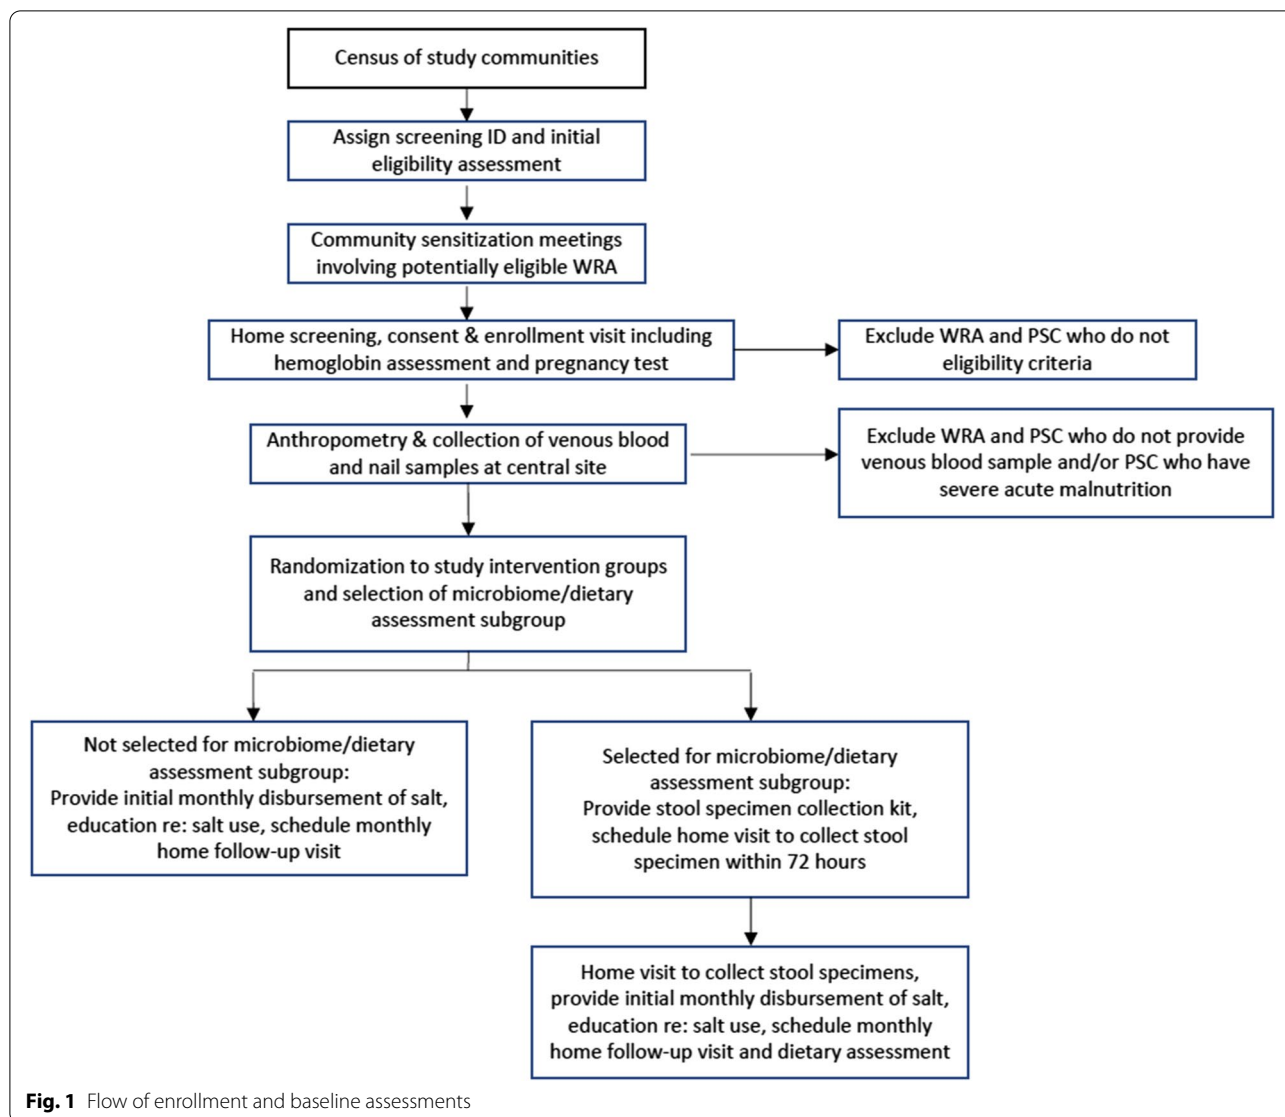 Census of study communities
Assign screening ID and initial
eligibility assessment
Community sensitization meetings
involving potentially eligible WRA
Home screening, consent & enrollment visit including
hemoglobin assessment and pregnancy test
Exclude WRA and PSC who do not
eligibility criteria
Anthropometry & collection of venous blood
and nail samples at central site
Exclude WRA and PSC who do not provide
venous blood sample and/or PSC who have
severe acute malnutrition
Randomization to study intervention groups
and selection of microbiome/dietary
assessment subgroup
Not selected for microbiome/dietary
assessment subgroup:
Provide initial monthly disbursement of salt,
education re: salt use, schedule monthly
home follow-up visit
Selected for microbiome/dietary
assessment subgroup:
Provide stool specimen collection kit,
schedule home visit to collect stool
specimen within 72 hours
Home visit to collect stool specimens,
provide initial monthly disbursement of salt,
education re: salt use, schedule monthly
home follow-up visit and dietary assessment
Fig. 1 Flow of enrollment and baseline assessments